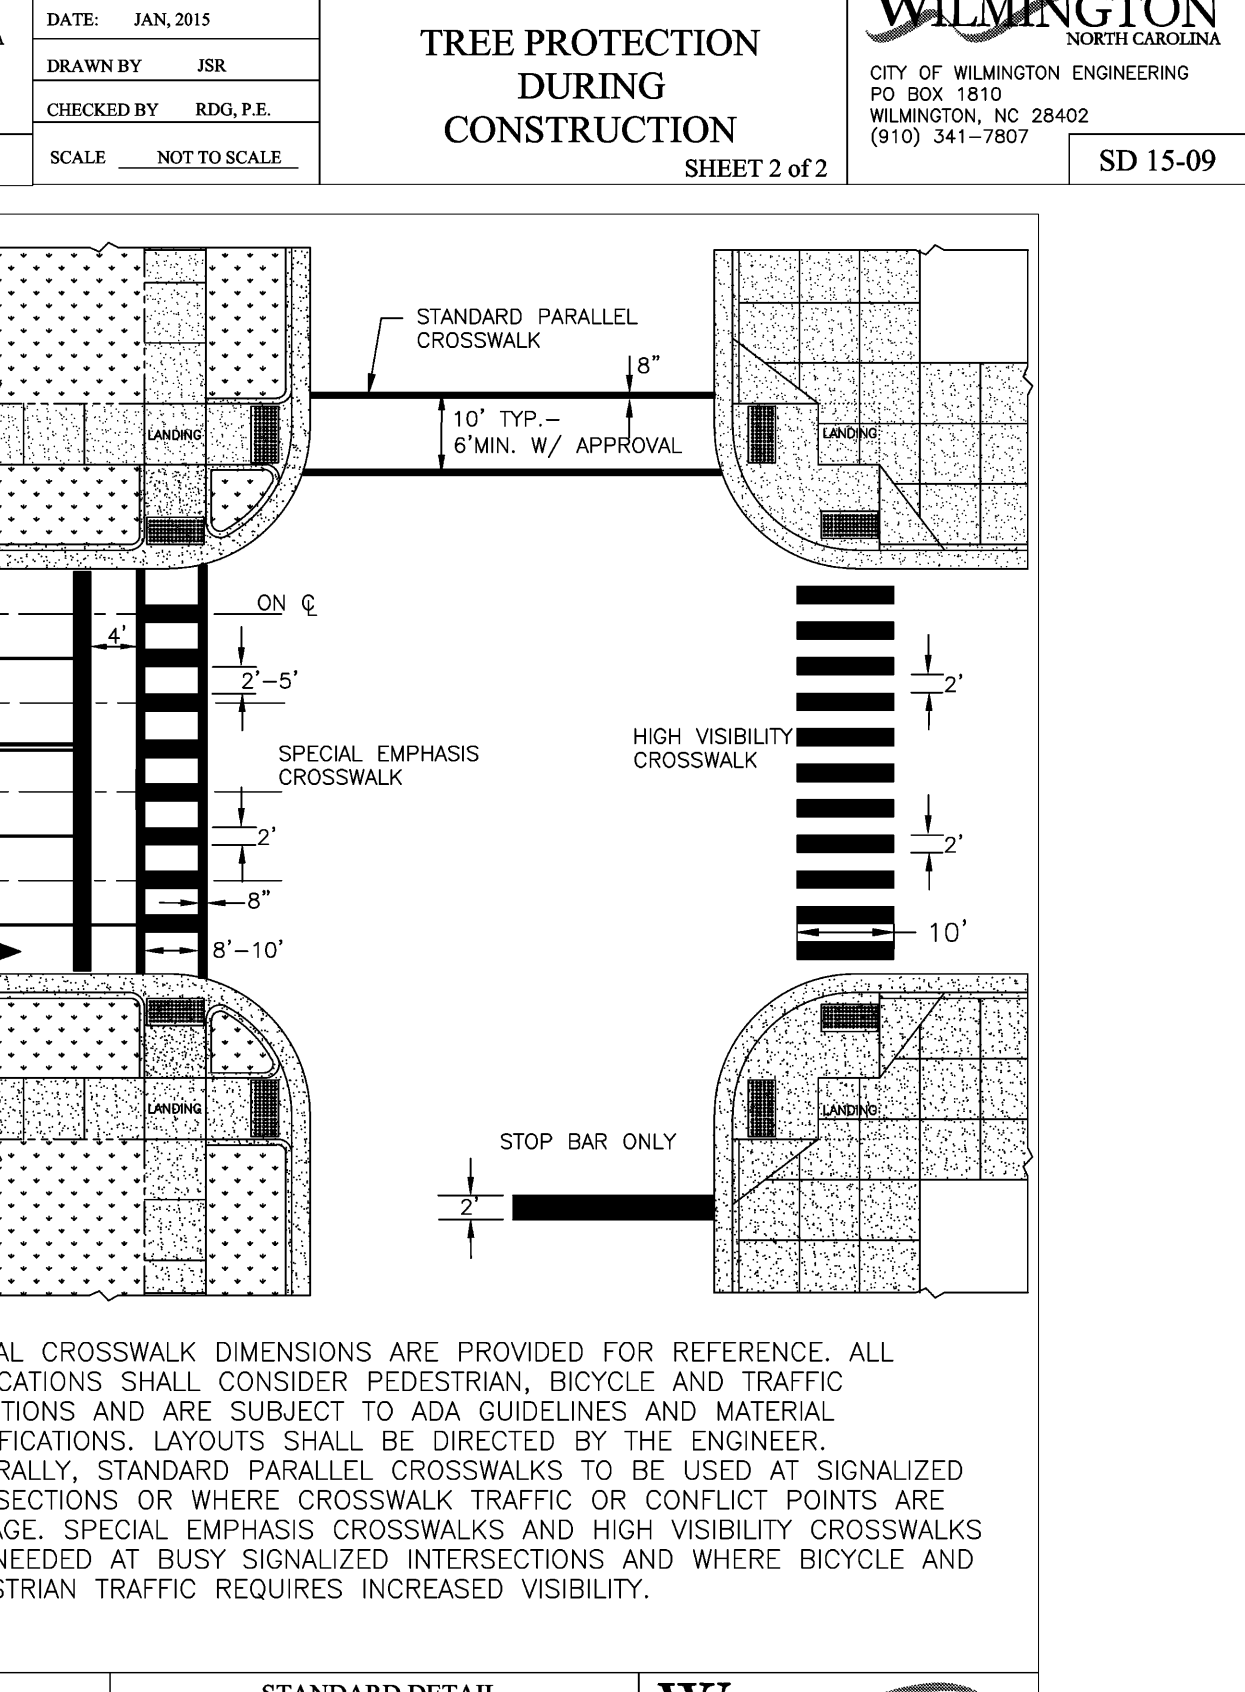 DATE: JAN, 2015
DRAWN BY JSR
CHECKED BY RDG, P.E.
SCALE NOT TO SCALE
TREE PROTECTION
DURING
CONSTRUCTION
SHEET 2 of 2
WILMINGTON
NORTH CAROLINA
CITY OF WILMINGTON ENGINEERING
PO BOX 1810
WILMINGTON, NC 28402
(910) 341-7807
SD 15-09
STANDARD PARALLEL
CROSSWALK
8"
10' TYP.-
6'MIN. W/ APPROVAL
LANDING
LANDING
ON ℄
4'
2'-5'
2'
HIGH VISIBILITY
CROSSWALK
SPECIAL EMPHASIS
CROSSWALK
2'
2'
8"
8'-10'
10'
LANDING
LANDING
STOP BAR ONLY
2'
AL CROSSWALK DIMENSIONS ARE PROVIDED FOR REFERENCE. ALL
CATIONS SHALL CONSIDER PEDESTRIAN, BICYCLE AND TRAFFIC
TIONS AND ARE SUBJECT TO ADA GUIDELINES AND MATERIAL
FICATIONS. LAYOUTS SHALL BE DIRECTED BY THE ENGINEER.
RALLY, STANDARD PARALLEL CROSSWALKS TO BE USED AT SIGNALIZED
SECTIONS OR WHERE CROSSWALK TRAFFIC OR CONFLICT POINTS ARE
AGE. SPECIAL EMPHASIS CROSSWALKS AND HIGH VISIBILITY CROSSWALKS
NEEDED AT BUSY SIGNALIZED INTERSECTIONS AND WHERE BICYCLE AND
STRIAN TRAFFIC REQUIRES INCREASED VISIBILITY.
STANDARD DETAIL
W